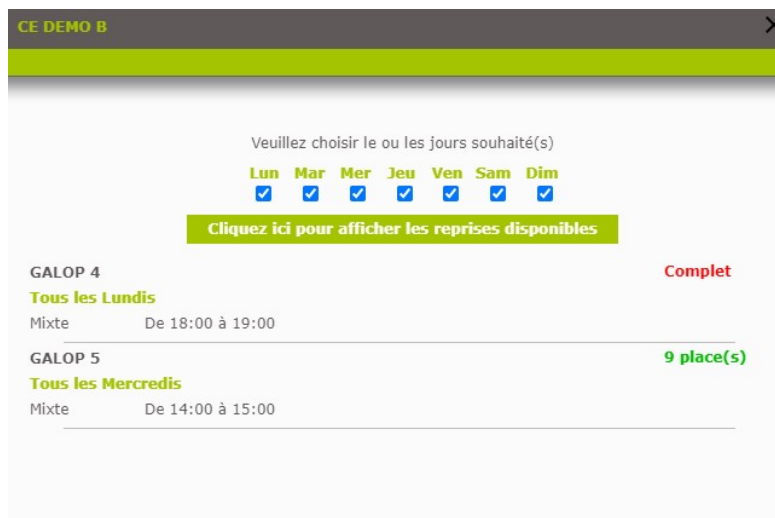 CE DEMO B
Veuillez choisir le ou les jours souhaité(s)
Lun Mar Mer Jeu Ven Sam Dim
Cliquez ici pour afficher les reprises disponibles
GALOP 4 Complet
Tous les Lundis
Mixte De 18:00 à 19:00
GALOP 5 9 place(s)
Tous les Mercredis
Mixte De 14:00 à 15:00